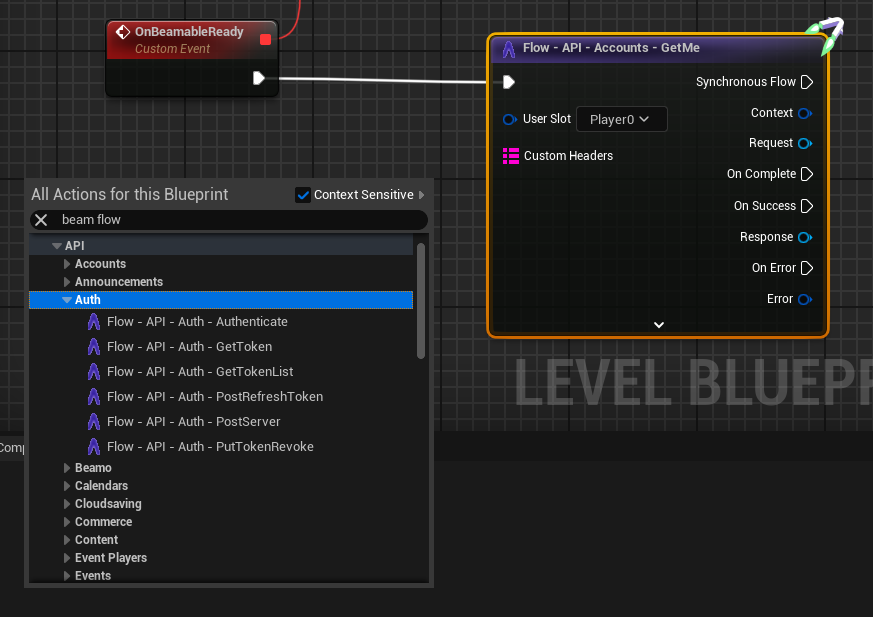 OnBeamableReady
Custom Event
Flow - API - Accounts - GetMe
Synchronous Flow
Context
User Slot
Player0
Request
Custom Headers
On Complete
On Success
Response
On Error
Error
LEVEL BLUEPR
All Actions for this Blueprint
Context Sensitive
beam flow
API
Accounts
Announcements
Auth
Flow - API - Auth - Authenticate
Flow - API - Auth - GetToken
Flow - API - Auth - GetTokenList
Flow - API - Auth - PostRefreshToken
Flow - API - Auth - PostServer
Flow - API - Auth - PutTokenRevoke
Beamo
Calendars
Cloudsaving
Commerce
Content
Event Players
Events
Comp